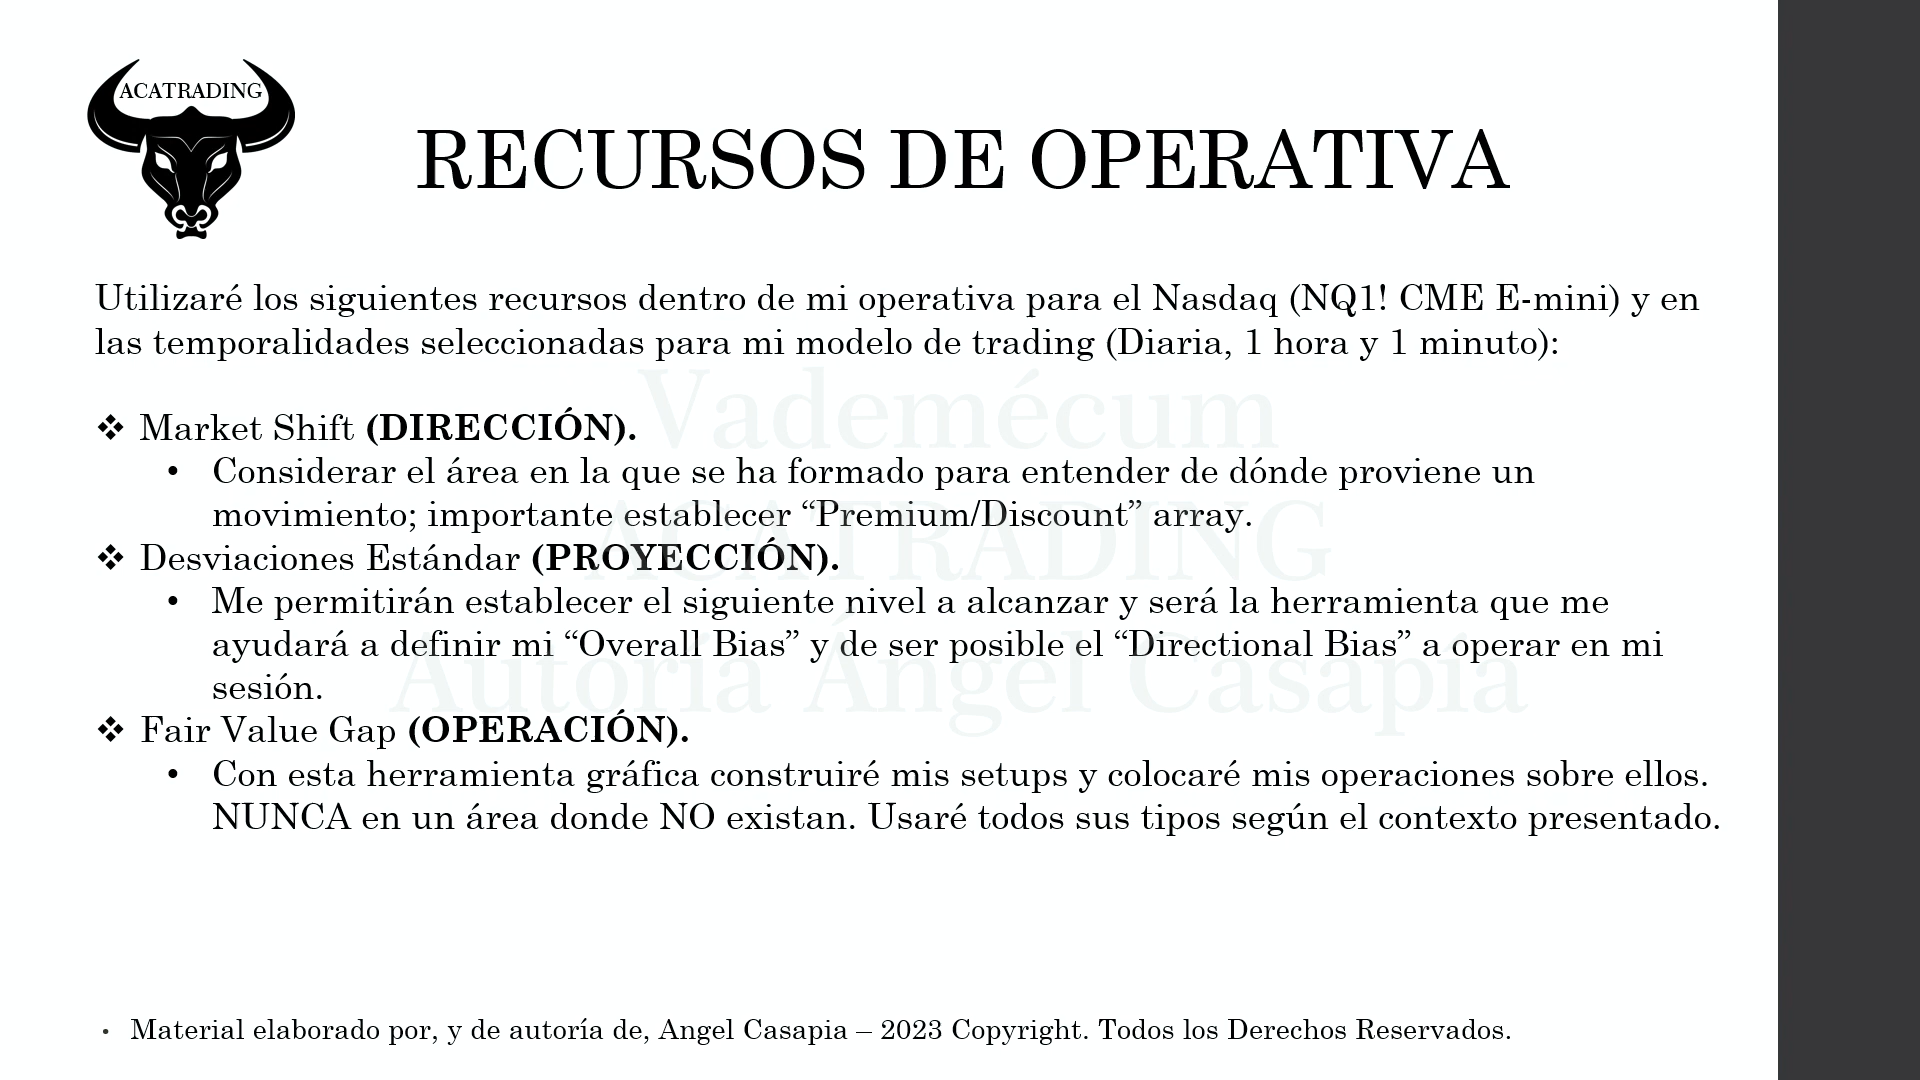 ACATRADING
RECURSOS DE OPERATIVA
Utilizaré los siguientes recursos dentro de mi operativa para el Nasdaq (NQ1! CME E-mini) y en
las temporalidades seleccionadas para mi modelo de trading (Diaria, 1 hora y 1 minuto):
❖ Market Shift (DIRECCIÓN).
• Considerar el área en la que se ha formado para entender de dónde proviene un
movimiento; importante establecer “Premium/Discount” array.
❖ Desviaciones Estándar (PROYECCIÓN).
• Me permitirán establecer el siguiente nivel a alcanzar y será la herramienta que me
ayudará a definir mi “Overall Bias” y de ser posible el “Directional Bias” a operar en mi
sesión.
❖ Fair Value Gap (OPERACIÓN).
• Con esta herramienta gráfica construiré mis setups y colocaré mis operaciones sobre ellos.
NUNCA en un área donde NO existan. Usaré todos sus tipos según el contexto presentado.
Vademécum
ACATRADING
Autoría Ángel Casapía
• Material elaborado por, y de autoría de, Angel Casapia – 2023 Copyright. Todos los Derechos Reservados.